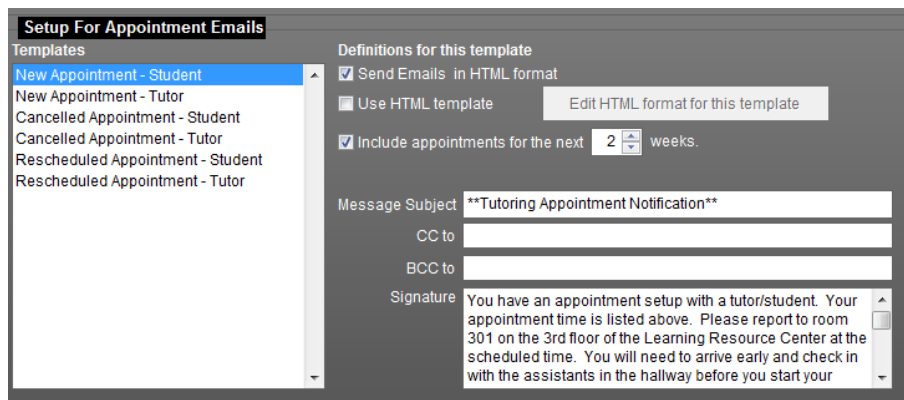 Setup For Appointment Emails
Templates
New Appointment - Student
New Appointment - Tutor
Cancelled Appointment - Student
Cancelled Appointment - Tutor
Rescheduled Appointment - Student
Rescheduled Appointment - Tutor
Definitions for this template
Send Emails in HTML format
Use HTML template
Edit HTML format for this template
Include appointments for the next 2 weeks.
Message Subject **Tutoring Appointment Notification**
CC to
BCC to
Signature
You have an appointment setup with a tutor/student. Your
appointment time is listed above. Please report to room
301 on the 3rd floor of the Learning Resource Center at the
scheduled time. You will need to arrive early and check in
with the assistants in the hallway before you start your